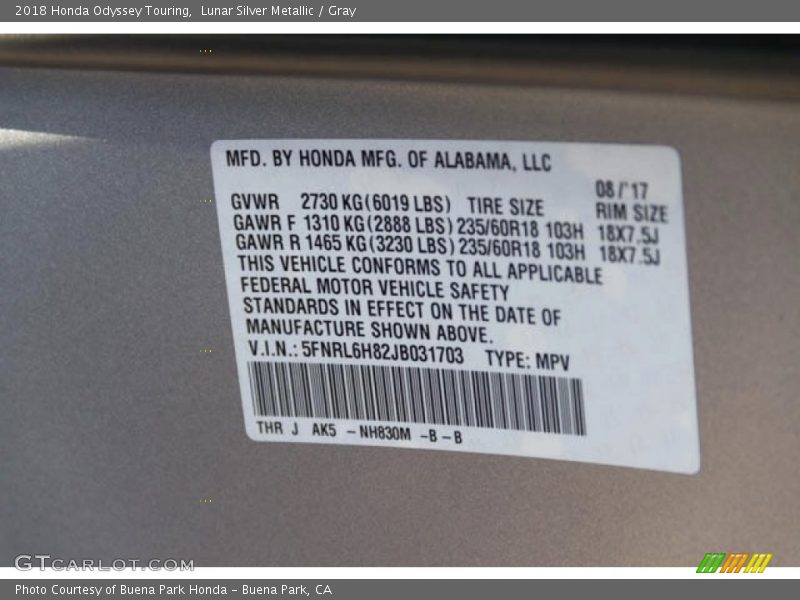 2018 Honda Odyssey Touring,  Lunar Silver Metallic / Gray
MFD. BY HONDA MFG. OF ALABAMA, LLC
08/'17
GVWR 2730 KG(6019 LBS) TIRE SIZE RIM SIZE
GAWR F 1310 KG(2888 LBS) 235/60R18 103H 18X7.5J
GAWR R 1465 KG(3230 LBS) 235/60R18 103H 18X7.5J
THIS VEHICLE CONFORMS TO ALL APPLICABLE
FEDERAL MOTOR VEHICLE SAFETY
STANDARDS IN EFFECT ON THE DATE OF
MANUFACTURE SHOWN ABOVE.
V.I.N.: 5FNRL6H82JB031703 TYPE: MPV
THR J AK5 -NH830M -B-B
GTCARLOT.COM
Photo Courtesy of Buena Park Honda - Buena Park, CA